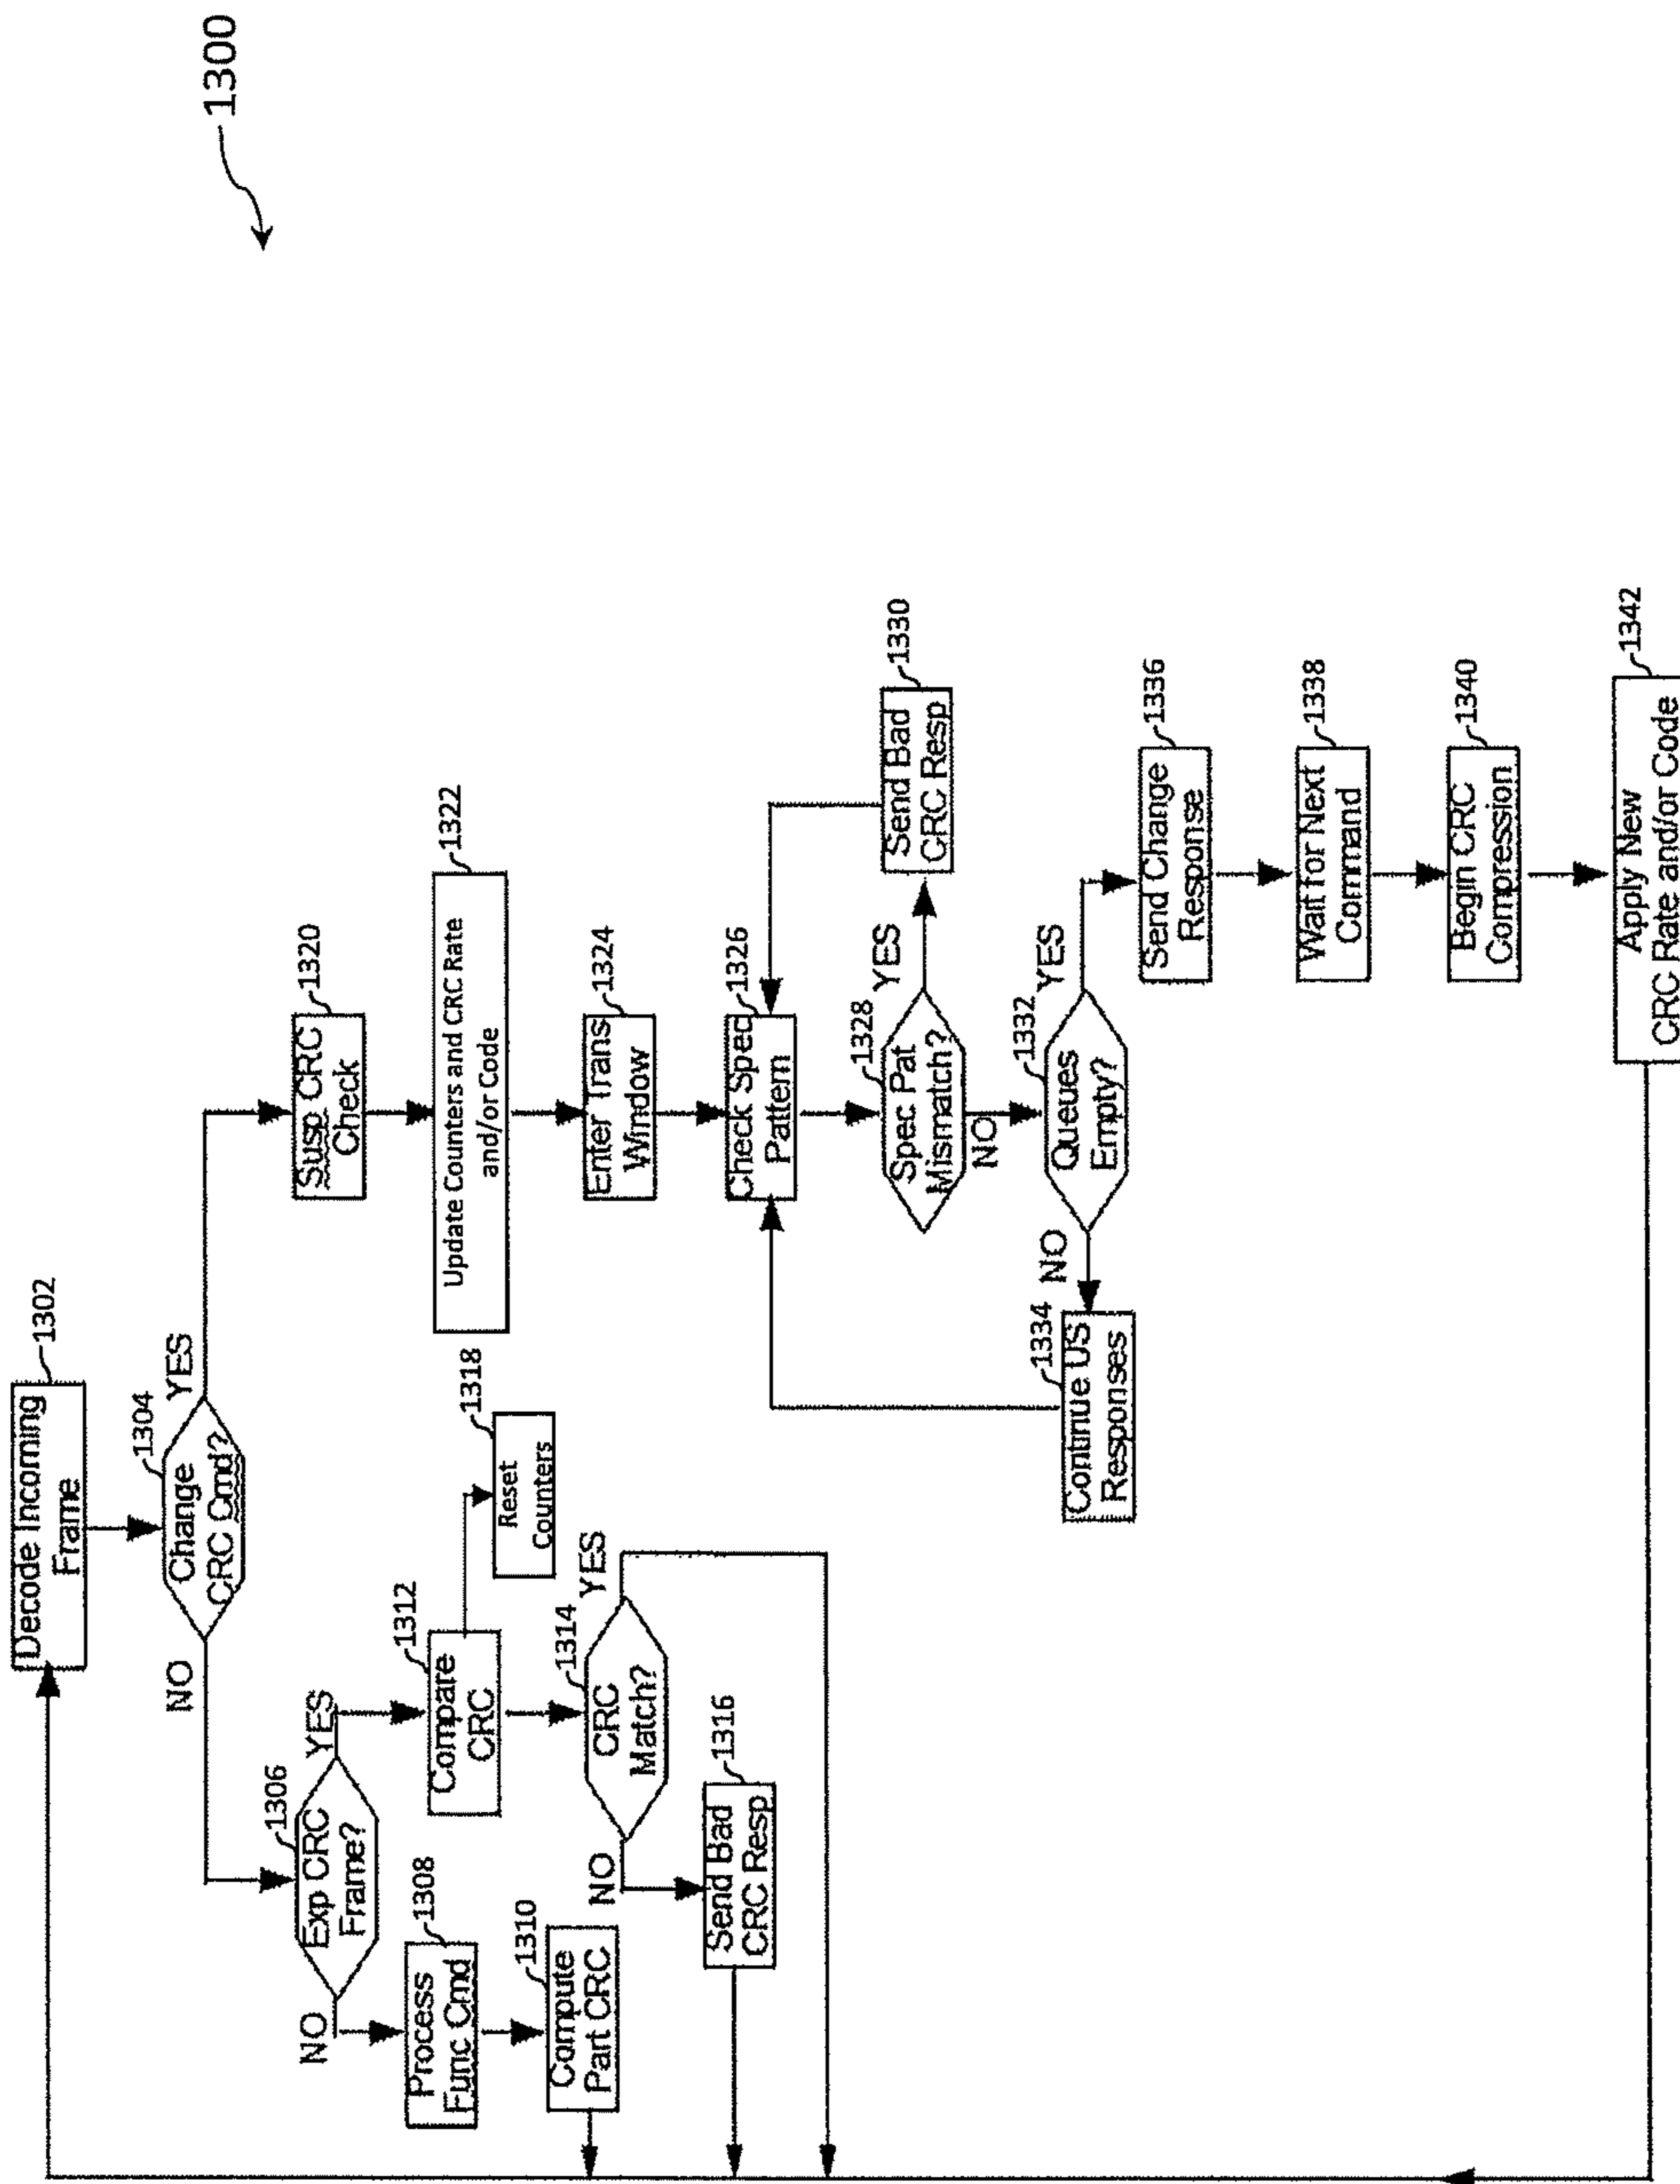 1300
1302
Decode Incoming
Frame
1304
Change
CRC Cmd?
NO
YES
1306
Exp CRC
Frame?
NO
YES
1308
Process
Func Cmd
1310
Compute
Part CRC
1312
Compare
CRC
1318
Reset
Counters
1314
CRC
Match?
NO
YES
1316
Send Bad
CRC Resp
1320
Susp CRC
Check
1322
Update Counters and CRC Rate
and/or Code
1324
Enter Trans
Window
1326
Check Spec
Pattern
1328
Spec Pat
Mismatch?
YES
NO
1330
Send Bad
CRC Resp
1332
Queues
Empty?
NO
YES
1334
Continue US
Responses
1336
Send Change
Response
1338
Wait for Next
Command
1340
Begin CRC
Compression
1342
Apply New
CRC Rate and/or Code